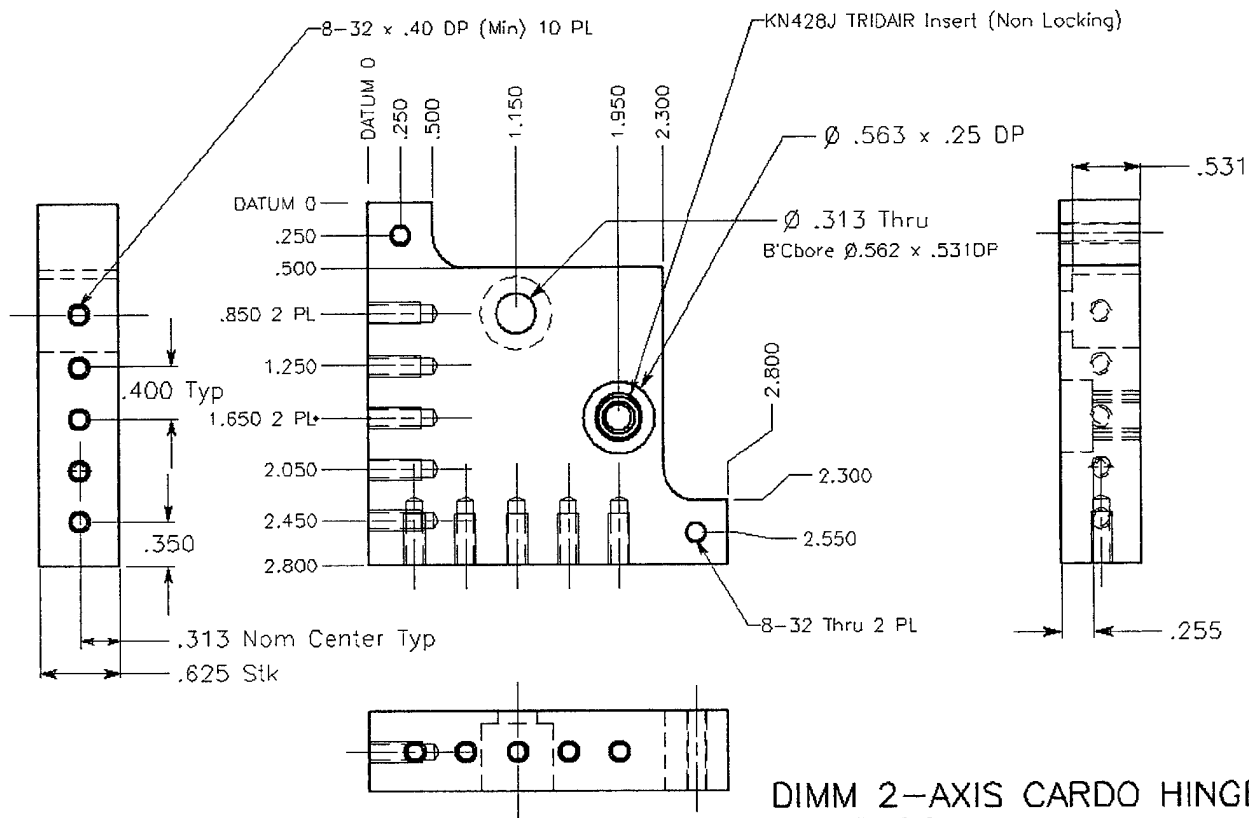 8-32 x .40 DP (Min) 10 PL
KN428J TRIDAIR Insert (Non Locking)
DATUM 0
.250
.500
1.150
1.950
2.300
Ø .563 x .25 DP
.531
DATUM 0
.250
.500
.850 2 PL
1.250
1.650 2 PL
2.050
2.450
2.800
Ø .313 Thru
B'Cbore Ø.562 x .531DP
2.800
.400 Typ
.350
2.300
2.550
8-32 Thru 2 PL
.313 Nom Center Typ
.625 Stk
.255
DIMM 2-AXIS CARDO HINGE